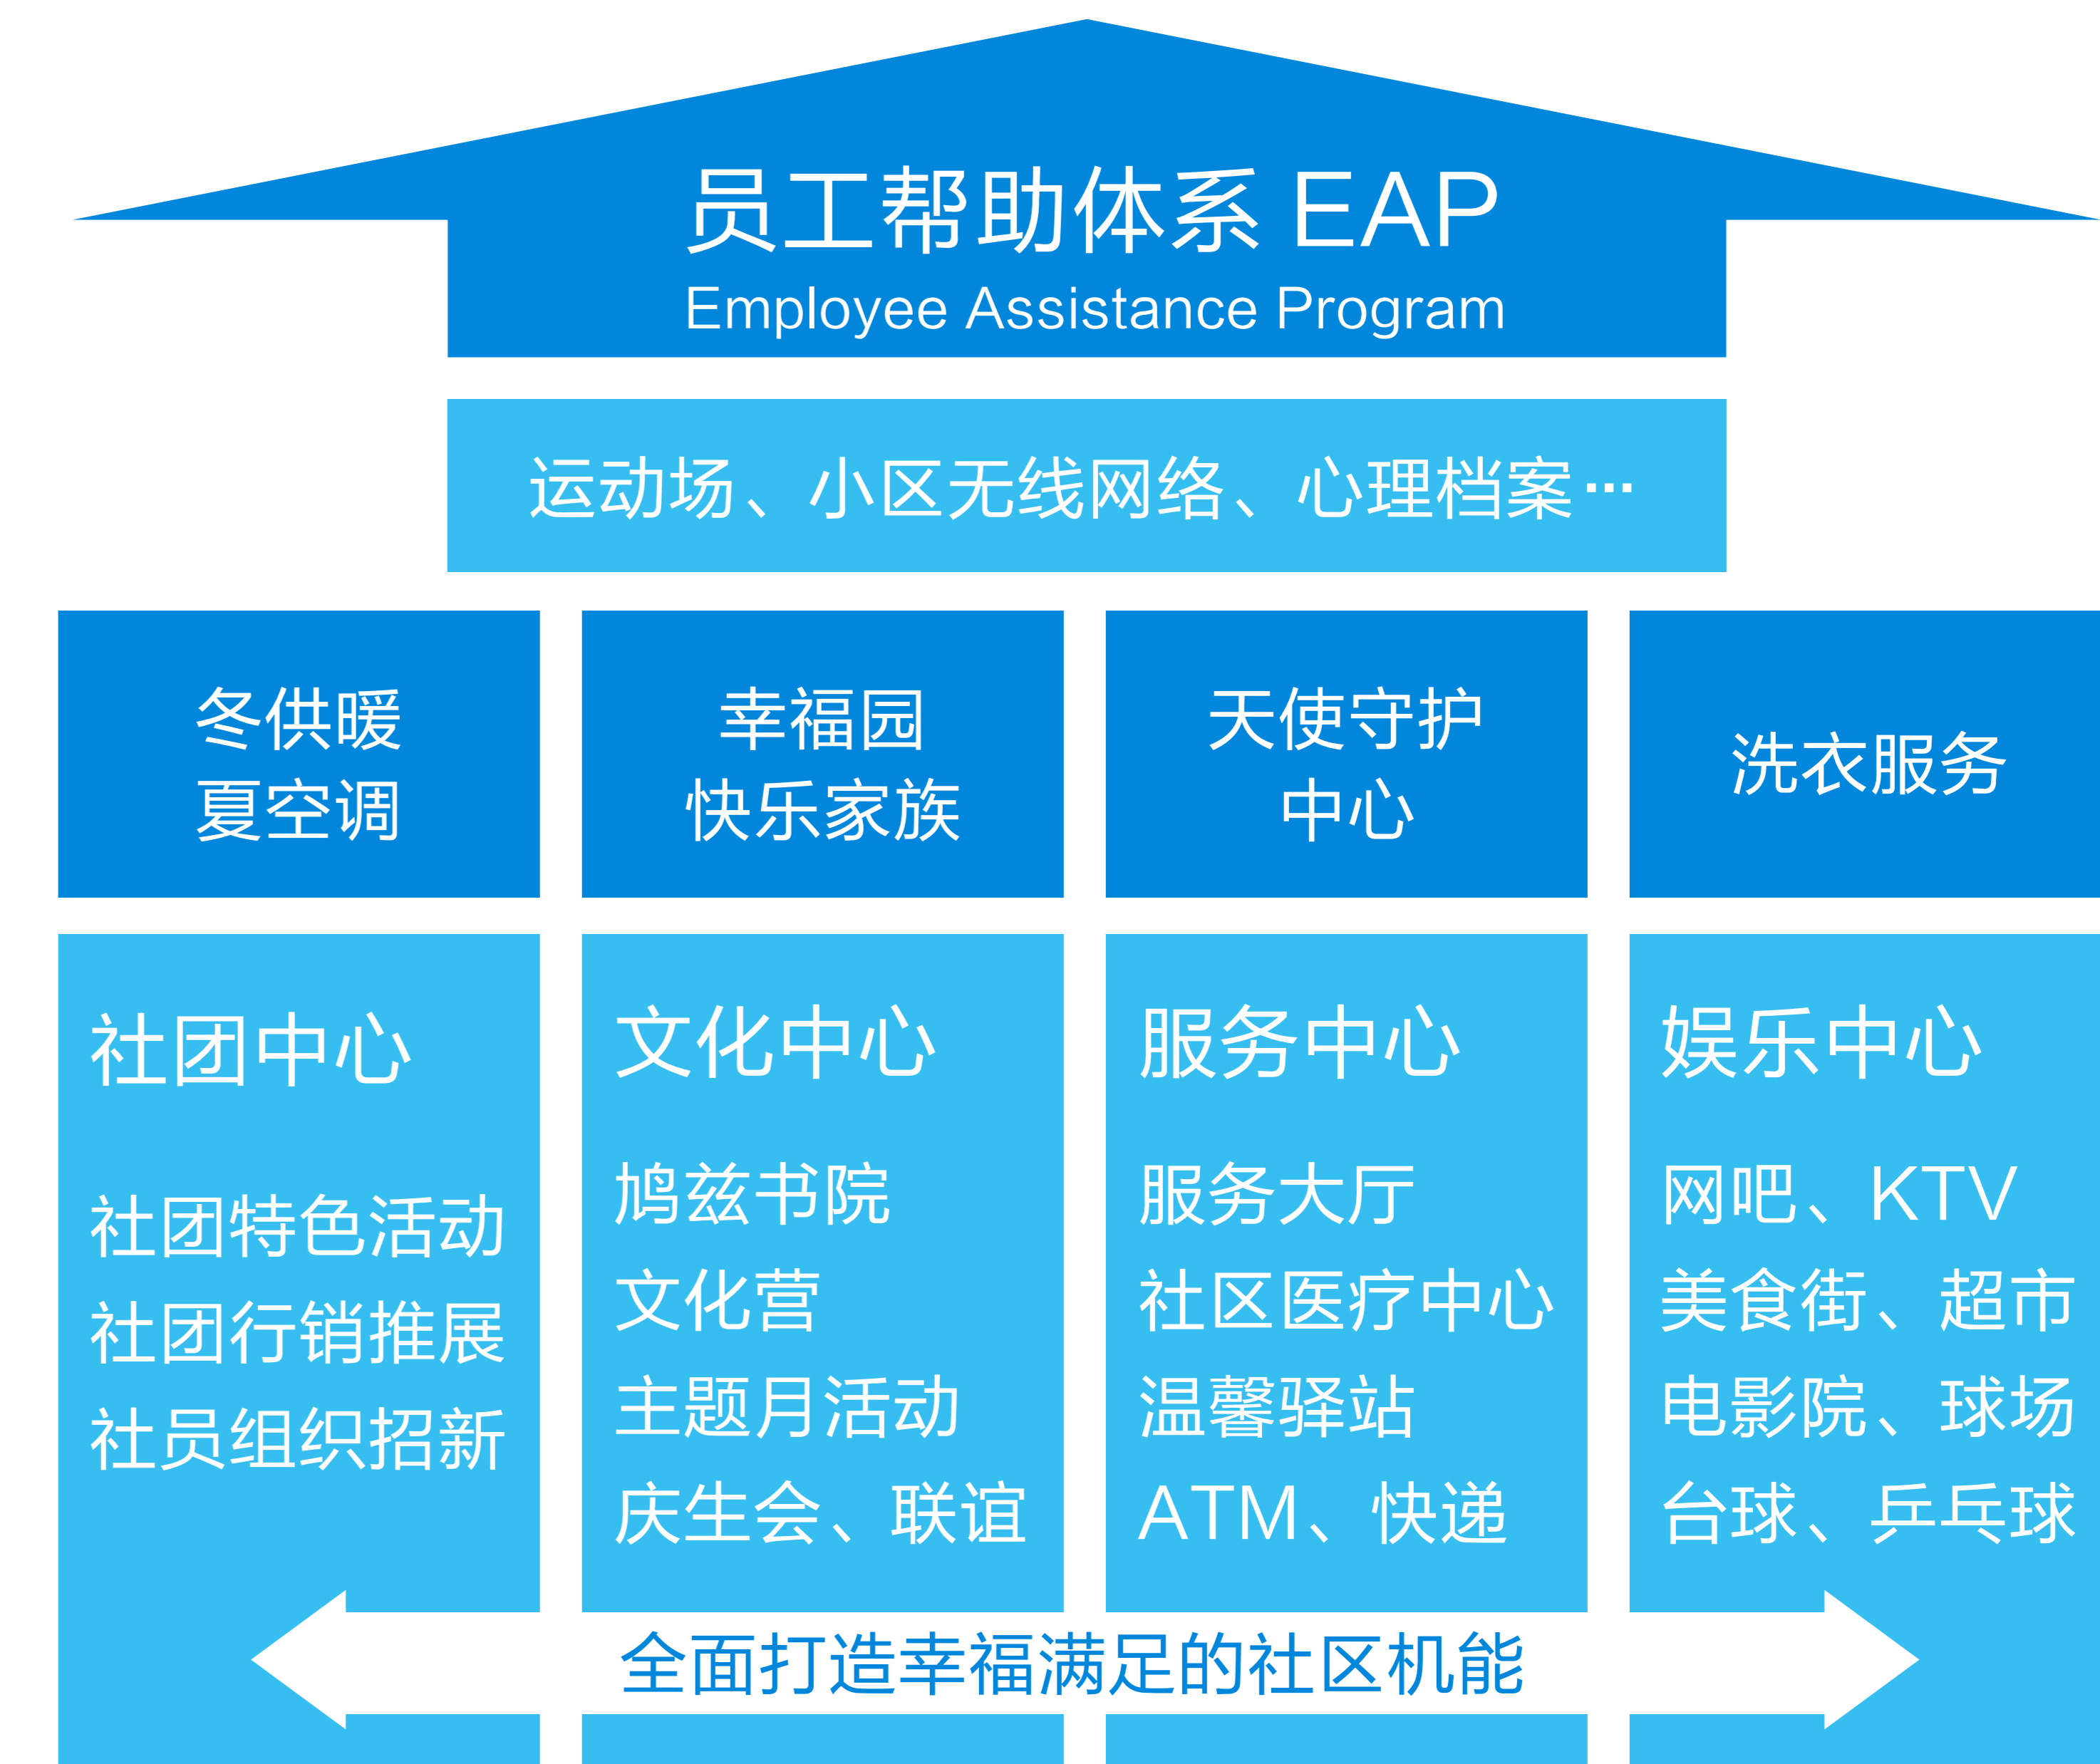 员工帮助体系 EAP
Employee Assistance Program
运动场、小区无线网络、心理档案…
冬供暖
夏空调
幸福园
快乐家族
天使守护
中心
洗衣服务
社团中心
社团特色活动
社团行销推展
社员组织招新
文化中心
鸠兹书院
文化营
主题月活动
庆生会、联谊
服务中心
服务大厅
社区医疗中心
温馨驿站
ATM、快递
娱乐中心
网吧、KTV
美食街、超市
电影院、球场
台球、乒乓球
全面打造幸福满足的社区机能